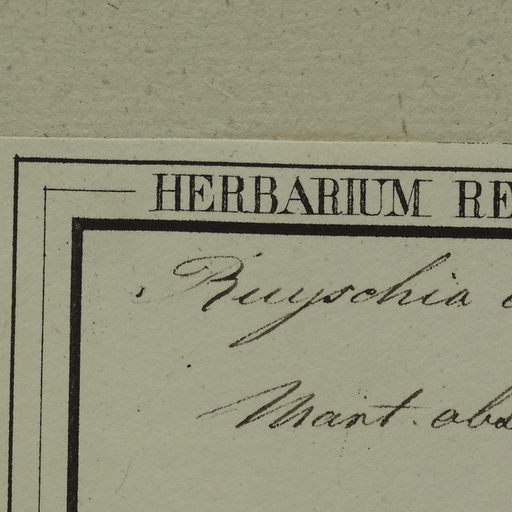 HERBARIUM RE
Ruyschia
Mant. obs